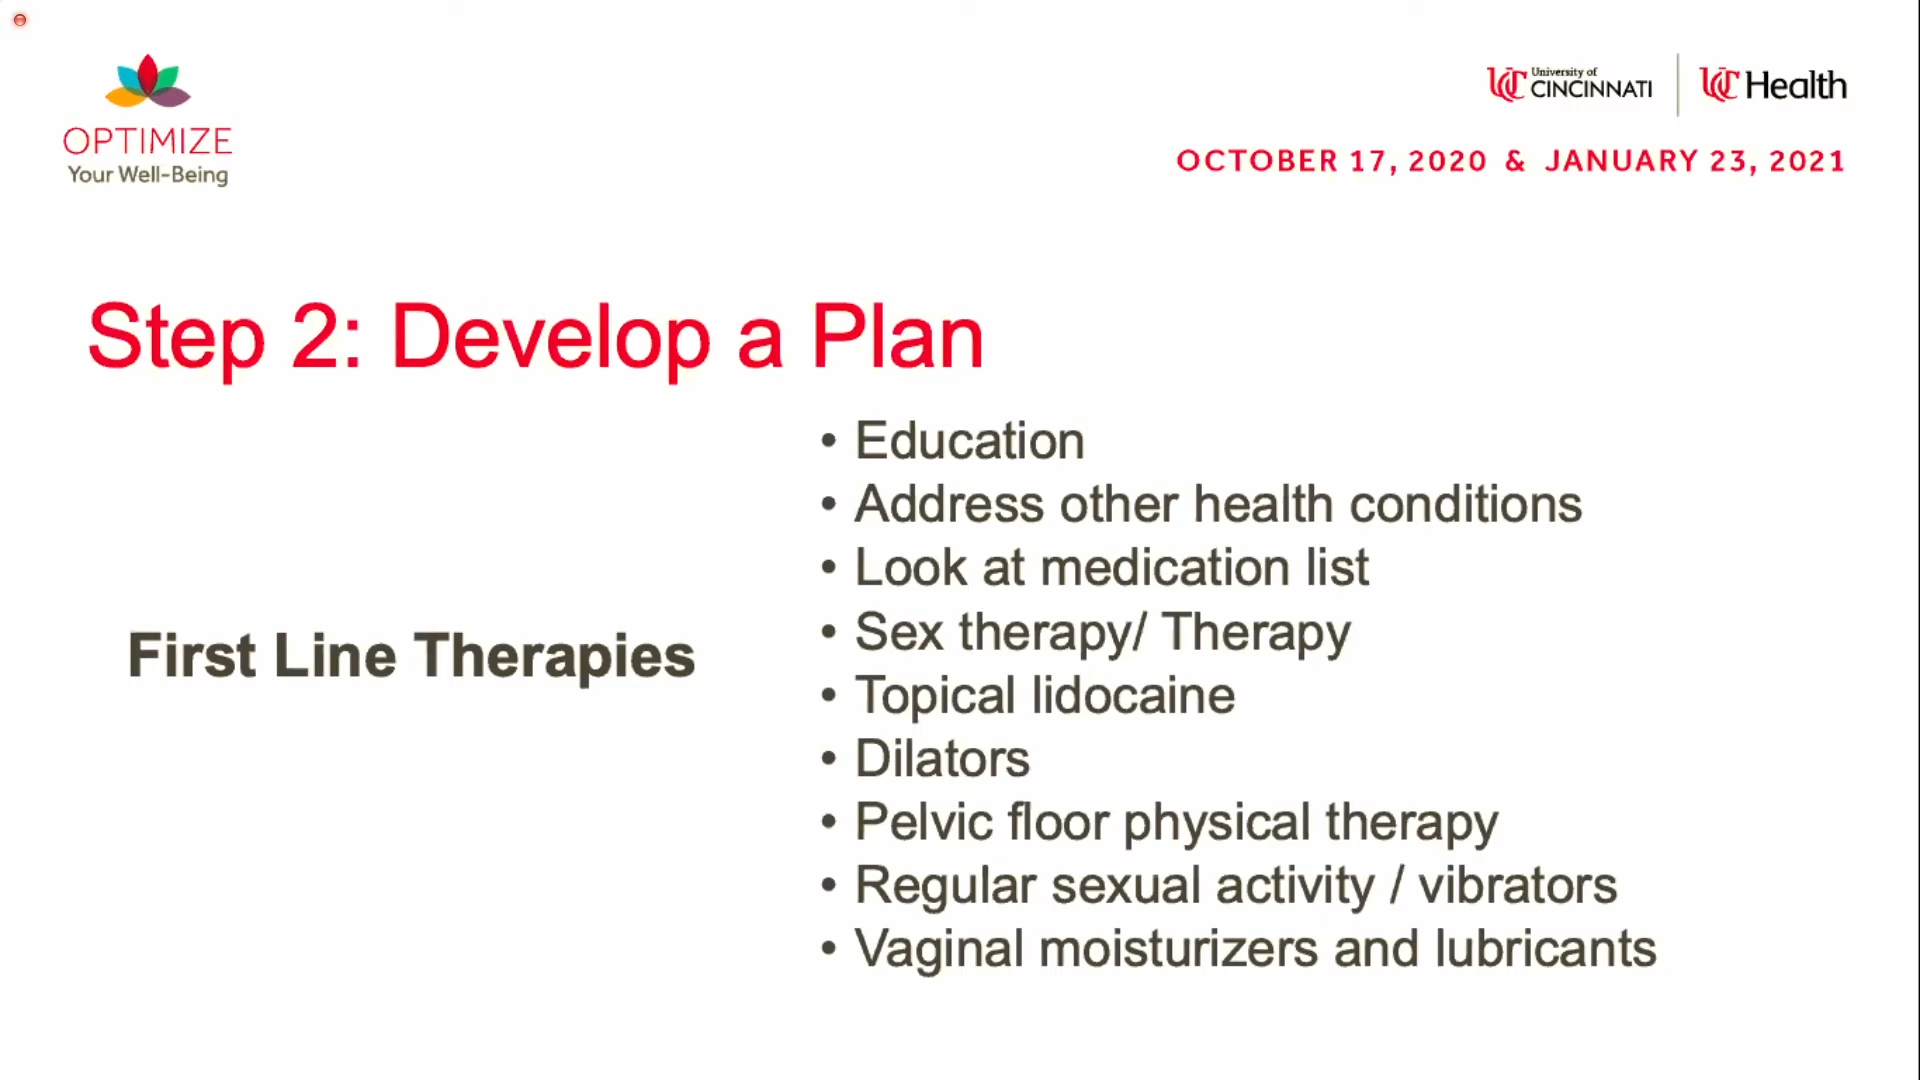 OPTIMIZE
Your Well-Being
University of
CINCINNATI
UC Health
OCTOBER 17, 2020 & JANUARY 23, 2021
Step 2: Develop a Plan
First Line Therapies
• Education
• Address other health conditions
• Look at medication list
• Sex therapy/ Therapy
• Topical lidocaine
• Dilators
• Pelvic floor physical therapy
• Regular sexual activity / vibrators
• Vaginal moisturizers and lubricants